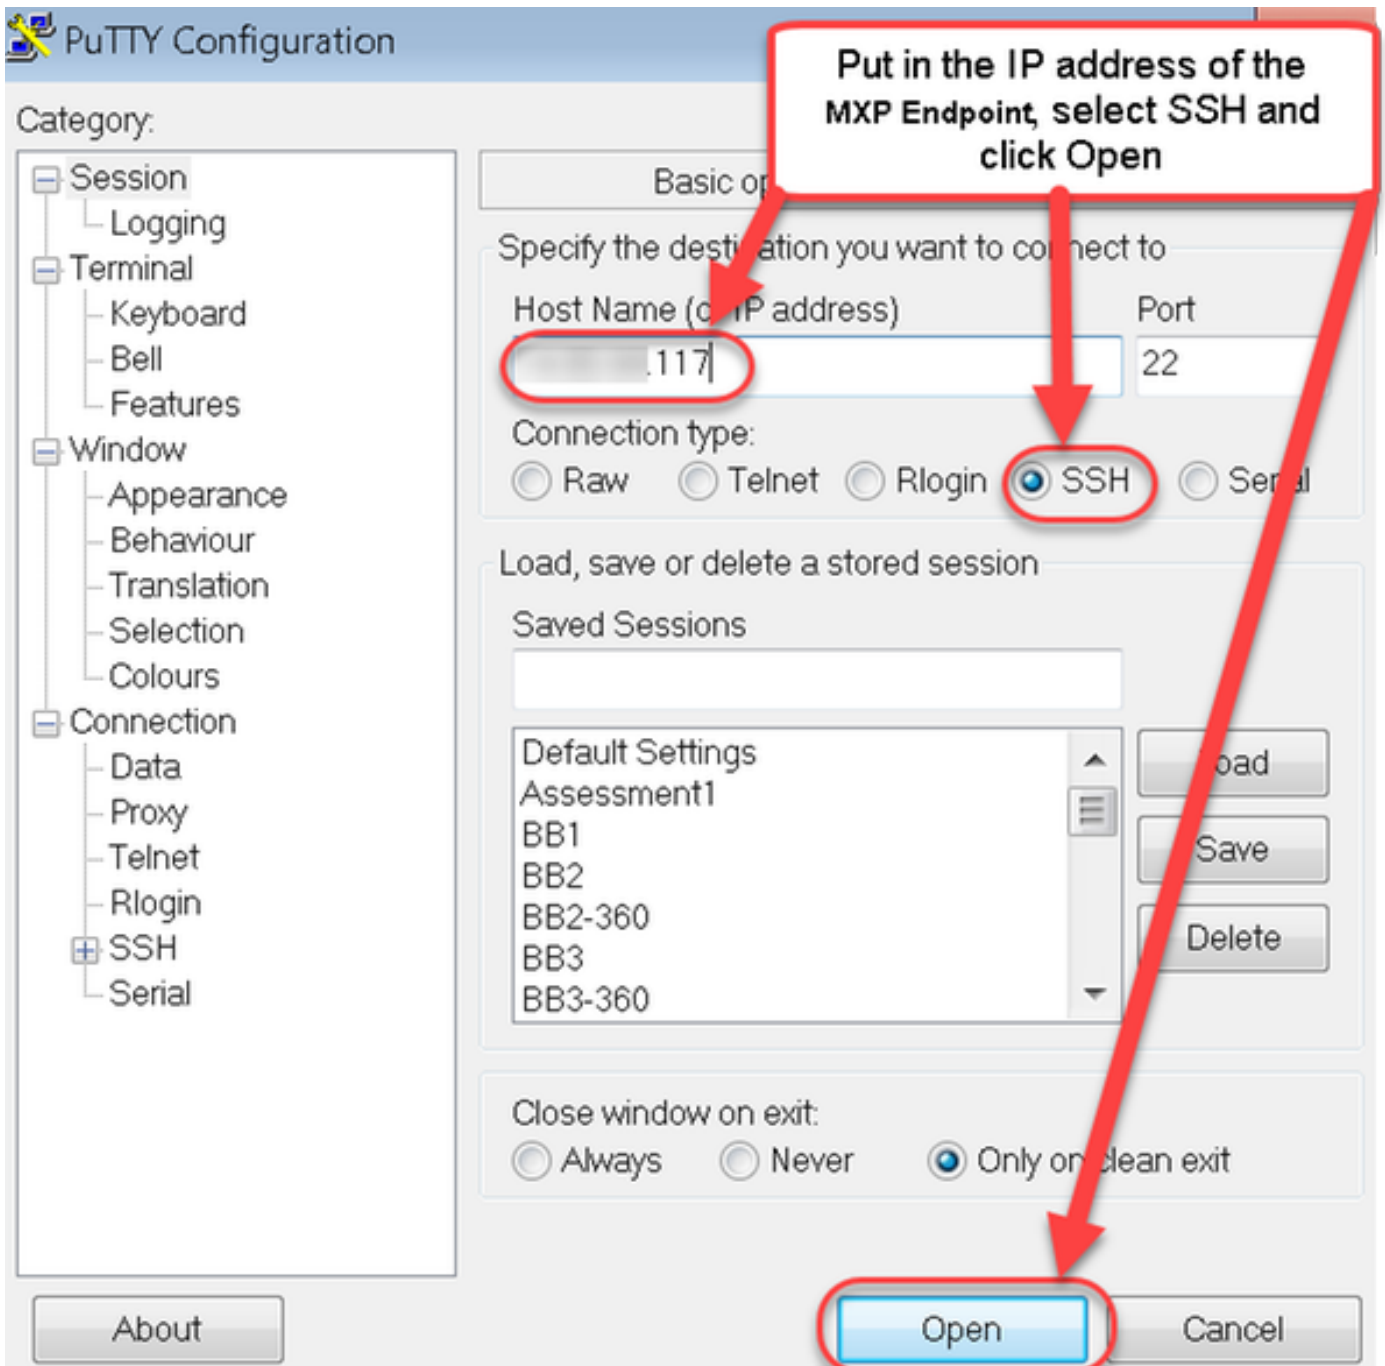 PuTTY Configuration
Put in the IP address of the
MXP Endpoint, select SSH and
click Open
Category:
Session
Logging
Terminal
Keyboard
Bell
Features
Window
Appearance
Behaviour
Translation
Selection
Colours
Connection
Data
Proxy
Telnet
Rlogin
SSH
Serial
Basic op
Specify the destination you want to connect to
Host Name (or IP address)
Port
.117
22
Connection type:
Raw
Telnet
Rlogin
SSH
Serial
Load, save or delete a stored session
Saved Sessions
Default Settings
Assessment1
BB1
BB2
BB2-360
BB3
BB3-360
Load
Save
Delete
Close window on exit:
Always
Never
Only on clean exit
About
Open
Cancel